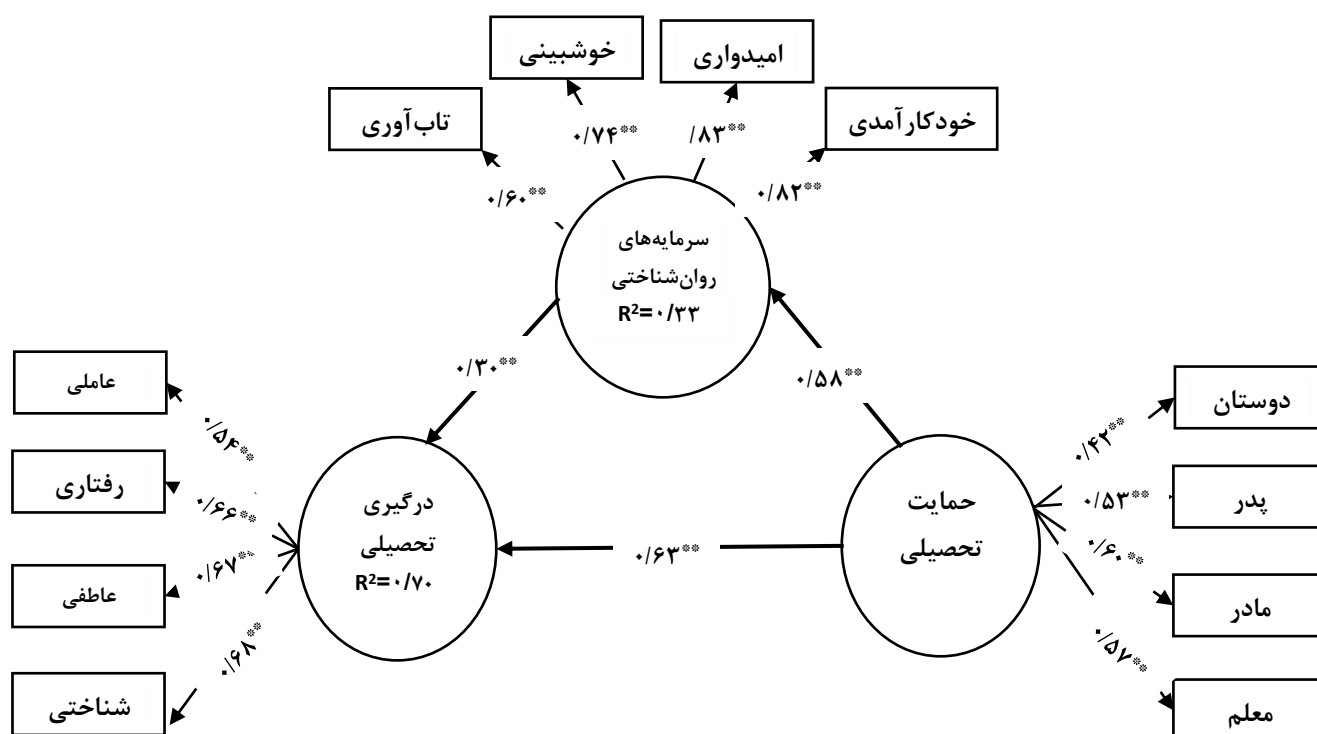 خوشبینی
امیدواری
تاب‌آوری
خودکارآمدی
۰/۷۴**
/۸۳**
۰/۶۰**
۰/۸۲**
سرمایه‌های
روان‌شناختی
R²=۰/۳۳
۰/۳۰**
۰/۵۸**
عاملی
رفتاری
عاطفی
شناختی
۰/۵۴**
۰/۶۶**
۰/۶۷**
۰/۶۸**
درگیری
تحصیلی
R²=۰/۷۰
۰/۶۳**
حمایت
تحصیلی
۰/۴۲**
۰/۵۳**
۰/۶۰**
۰/۵۷**
دوستان
پدر
مادر
معلم